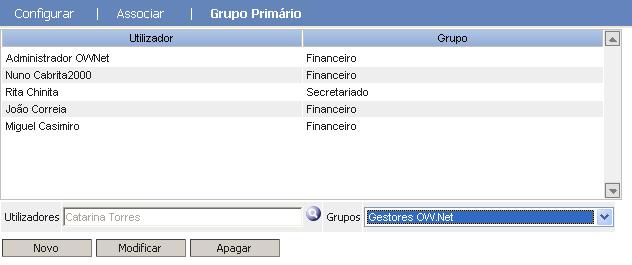 Configurar | Associar | Grupo Primário
Utilizador Grupo
Administrador OWNet Financeiro
Nuno Cabrita2000 Financeiro
Rita Chinita Secretariado
João Correia Financeiro
Miguel Casimiro Financeiro
Utilizadores Catarina Torres Grupos Gestores OW.Net
Novo Modificar Apagar